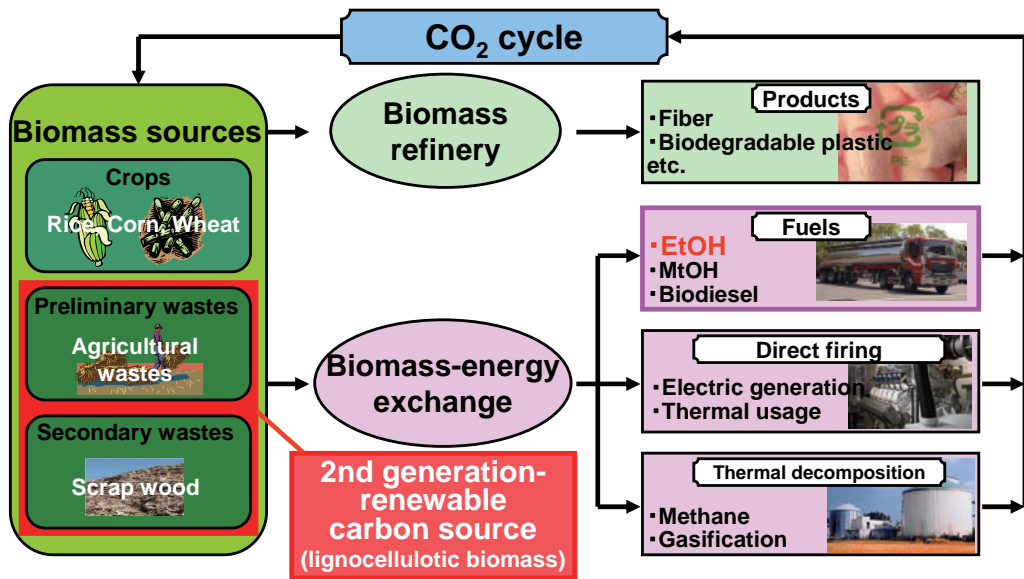 CO2 cycle
Biomass sources
Crops
Rice, Corn, Wheat
Preliminary wastes
Agricultural
wastes
Secondary wastes
Scrap wood
Biomass
refinery
Biomass-energy
exchange
2nd generation-
renewable
carbon source
(lignocellulotic biomass)
Products
・Fiber
・Biodegradable plastic
etc.
PE
Fuels
・EtOH
・MtOH
・Biodiesel
Direct firing
・Electric generation
・Thermal usage
Thermal decomposition
・Methane
・Gasification